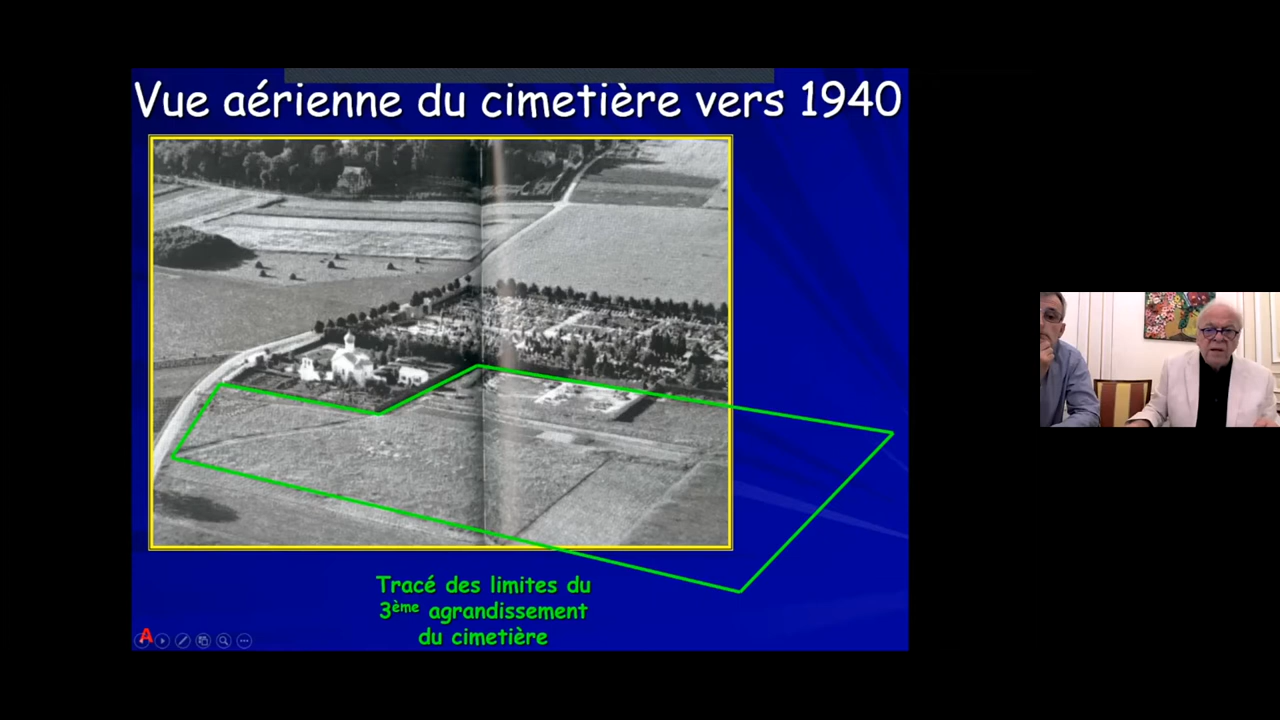 Vue aérienne du cimetière vers 1940
Tracé des limites du
3ème agrandissement
du cimetière
A